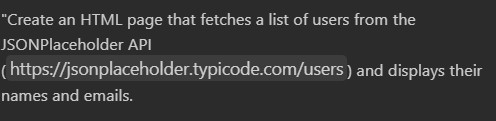 "Create an HTML page that fetches a list of users from the
JSONPlaceholder API
(https://jsonplaceholder.typicode.com/users) and displays their
names and emails.